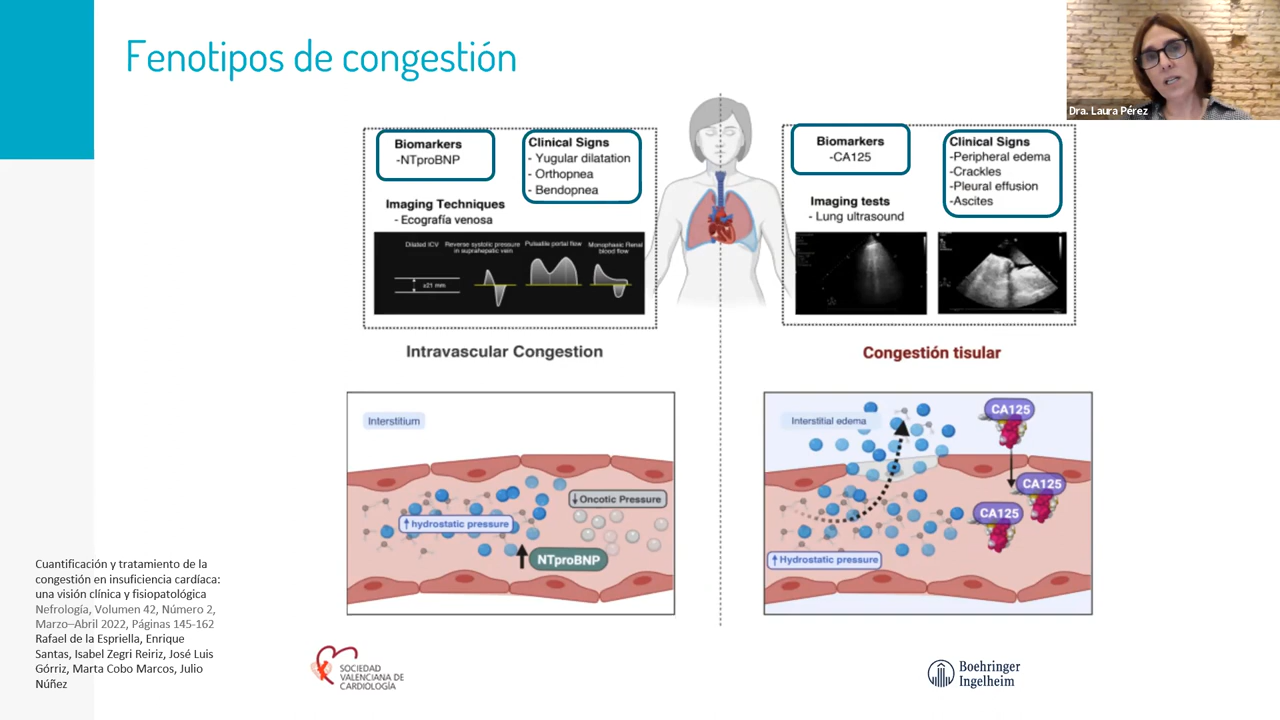 Fenotipos de congestión
Dra. Laura Pérez
Biomarkers
-NTproBNP
Clinical Signs
- Yugular dilatation
- Orthopnea
- Bendopnea
Imaging Techniques
- Ecografía venosa
Dilated ICV
Reverse systolic pressure
in suprahepatic vein
Pulsatile portal flow
Monophasic Renal
blood flow
≥21 mm
Intravascular Congestion
Biomarkers
-CA125
Clinical Signs
-Peripheral edema
-Crackles
-Pleural effusion
-Ascites
Imaging tests
- Lung ultrasound
Congestión tisular
Interstitium
Oncotic Pressure
hydrostatic pressure
NTproBNP
Interstitial edema
CA125
CA125
CA125
Hydrostatic pressure
Cuantificación y tratamiento de la
congestión en insuficiencia cardíaca:
una visión clínica y fisiopatológica
Nefrología, Volumen 42, Número 2,
Marzo–Abril 2022, Páginas 145-162
Rafael de la Espriella, Enrique
Santas, Isabel Zegri Reiriz, José Luis
Górriz, Marta Cobo Marcos, Julio
Núñez
SOCIEDAD
VALENCIANA DE
CARDIOLOGÍA
Boehringer
Ingelheim